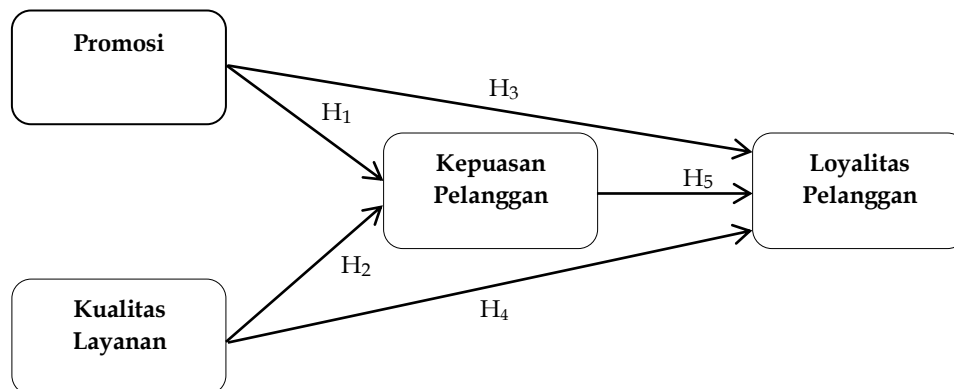 Promosi
H₃
H₁
Kepuasan
Pelanggan
H₅
Loyalitas
Pelanggan
H₂
H₄
Kualitas
Layanan